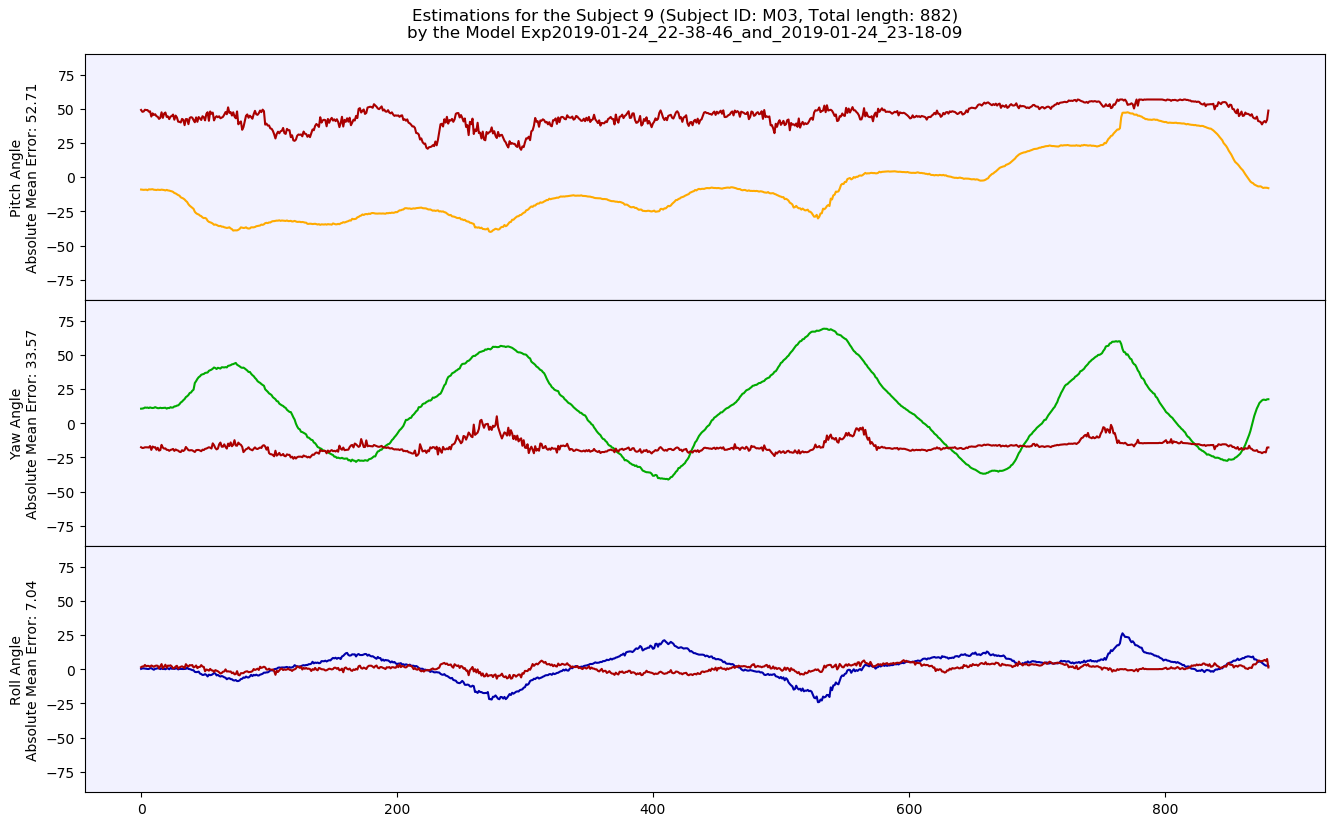 Estimations for the Subject 9 (Subject ID: M03, Total length: 882)
by the Model Exp2019-01-24_22-38-46_and_2019-01-24_23-18-09
Pitch Angle
Absolute Mean Error: 52.71
75
50
25
0
−25
−50
−75
Yaw Angle
Absolute Mean Error: 33.57
75
50
25
0
−25
−50
−75
Roll Angle
Absolute Mean Error: 7.04
75
50
25
0
−25
−50
−75
0 200 400 600 800